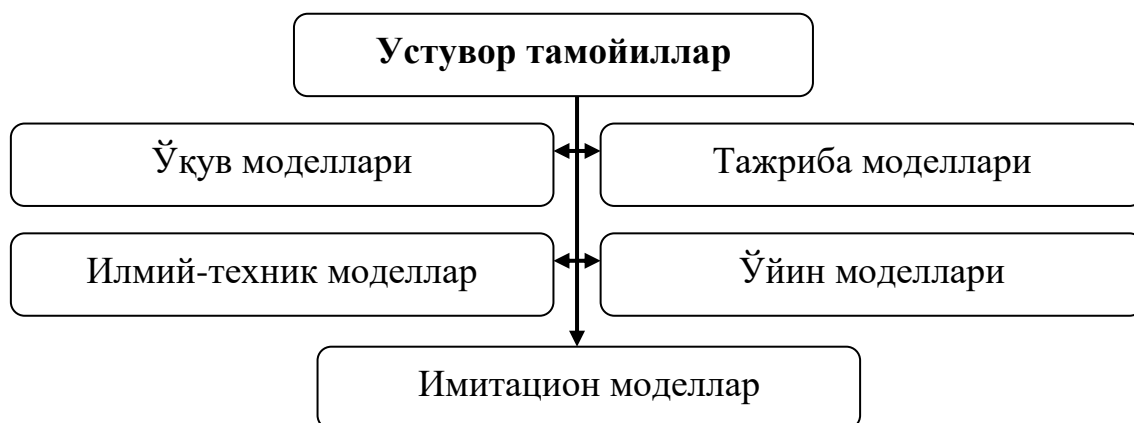 Устувор тамойиллар
Ўқув моделлари
Тажриба моделлари
Илмий-техник моделлар
Ўйин моделлари
Имитацион моделлар